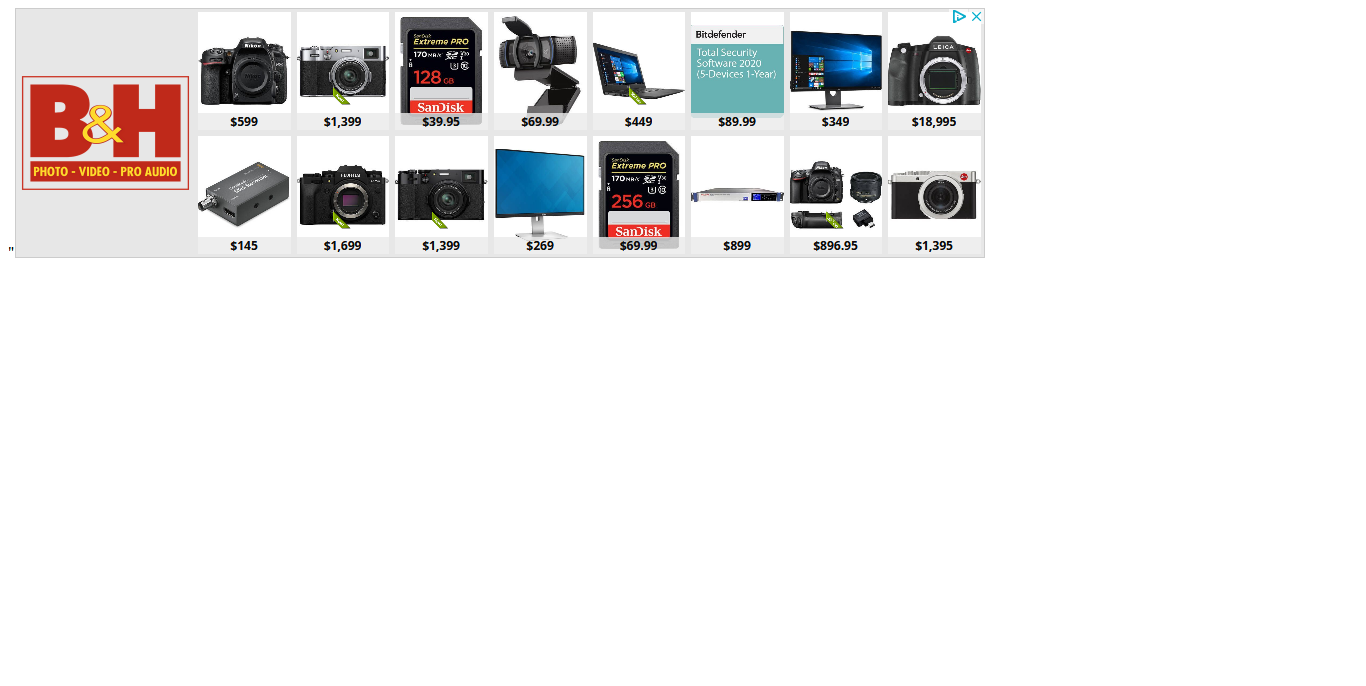 B&H
PHOTO - VIDEO - PRO AUDIO
Nikon
$599
$1,399
SanDisk
Extreme PRO
170 MB/s
128 GB
SanDisk
$39.95
$69.99
$449
Bitdefender
Total Security
Software 2020
(5-Devices 1-Year)
$89.99
$349
LEICA
$18,995
$145
FUJIFILM
$1,699
$1,399
$269
SanDisk
Extreme PRO
170 MB/s
256 GB
SanDisk
$69.99
$899
$896.95
$1,395
"